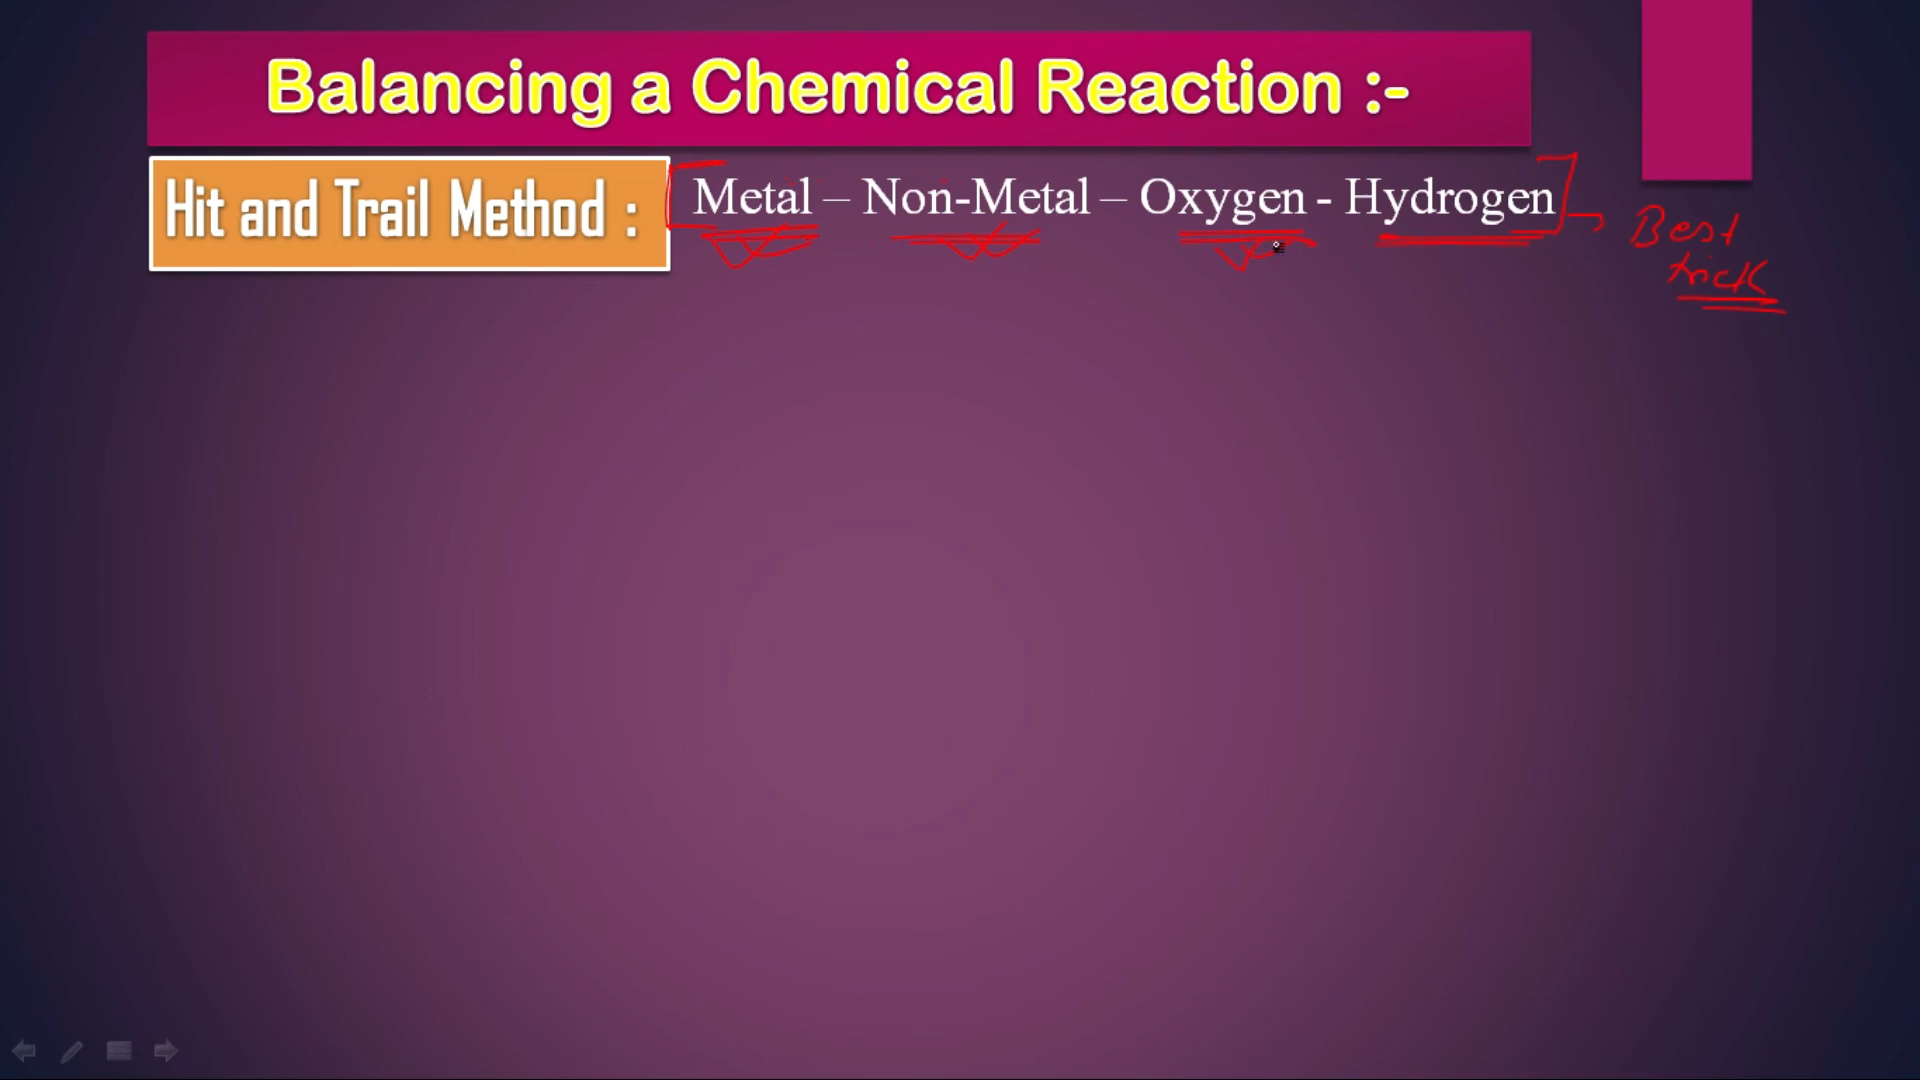 Balancing a Chemical Reaction :-
Hit and Trail Method :
Metal – Non-Metal – Oxygen - Hydrogen
Best
trick